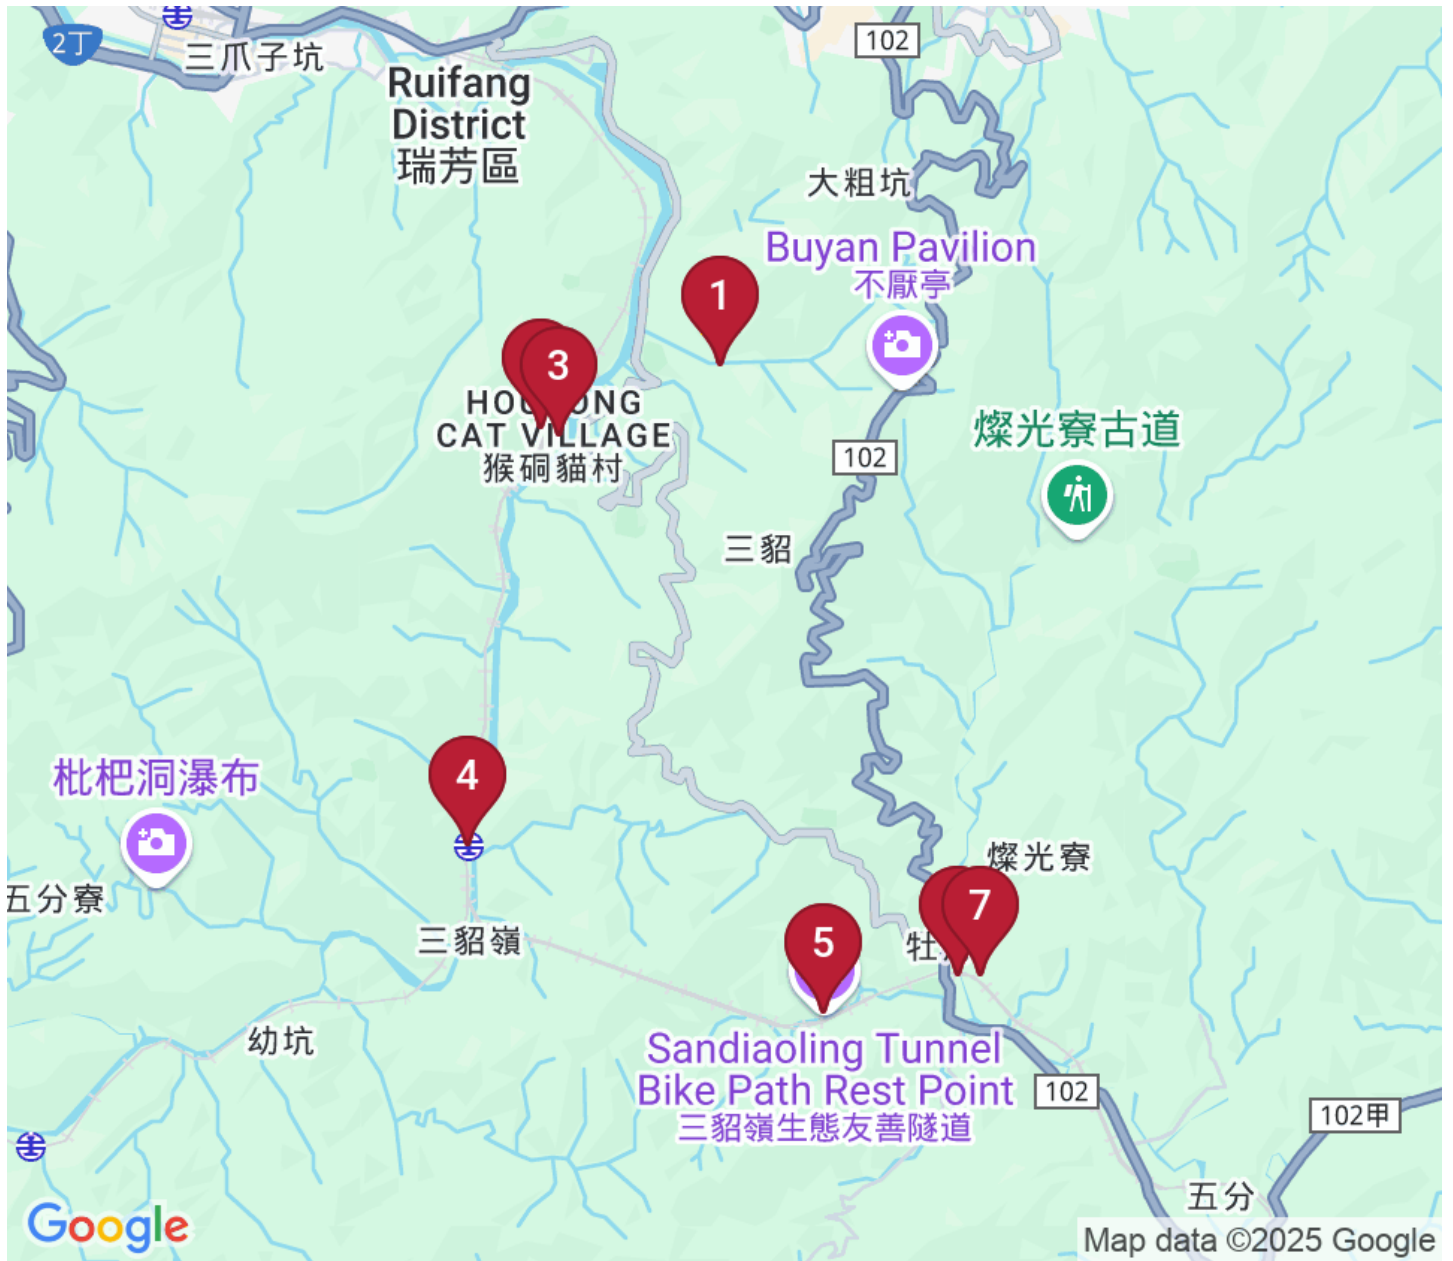 2丁
三爪子坑
102
Ruifang
District
瑞芳區
大粗坑
Buyan Pavilion
不厭亭
1
3
CAT VILLAGE
猴硐貓村
102
燦光寮古道
三貂
4
枇杷洞瀑布
五分寮
燦光寮
7
5
三貂嶺
牡
幼坑
Sandiaoling Tunnel
Bike Path Rest Point
三貂嶺生態友善隧道
102
102甲
五分
Google
Map data ©2025 Google